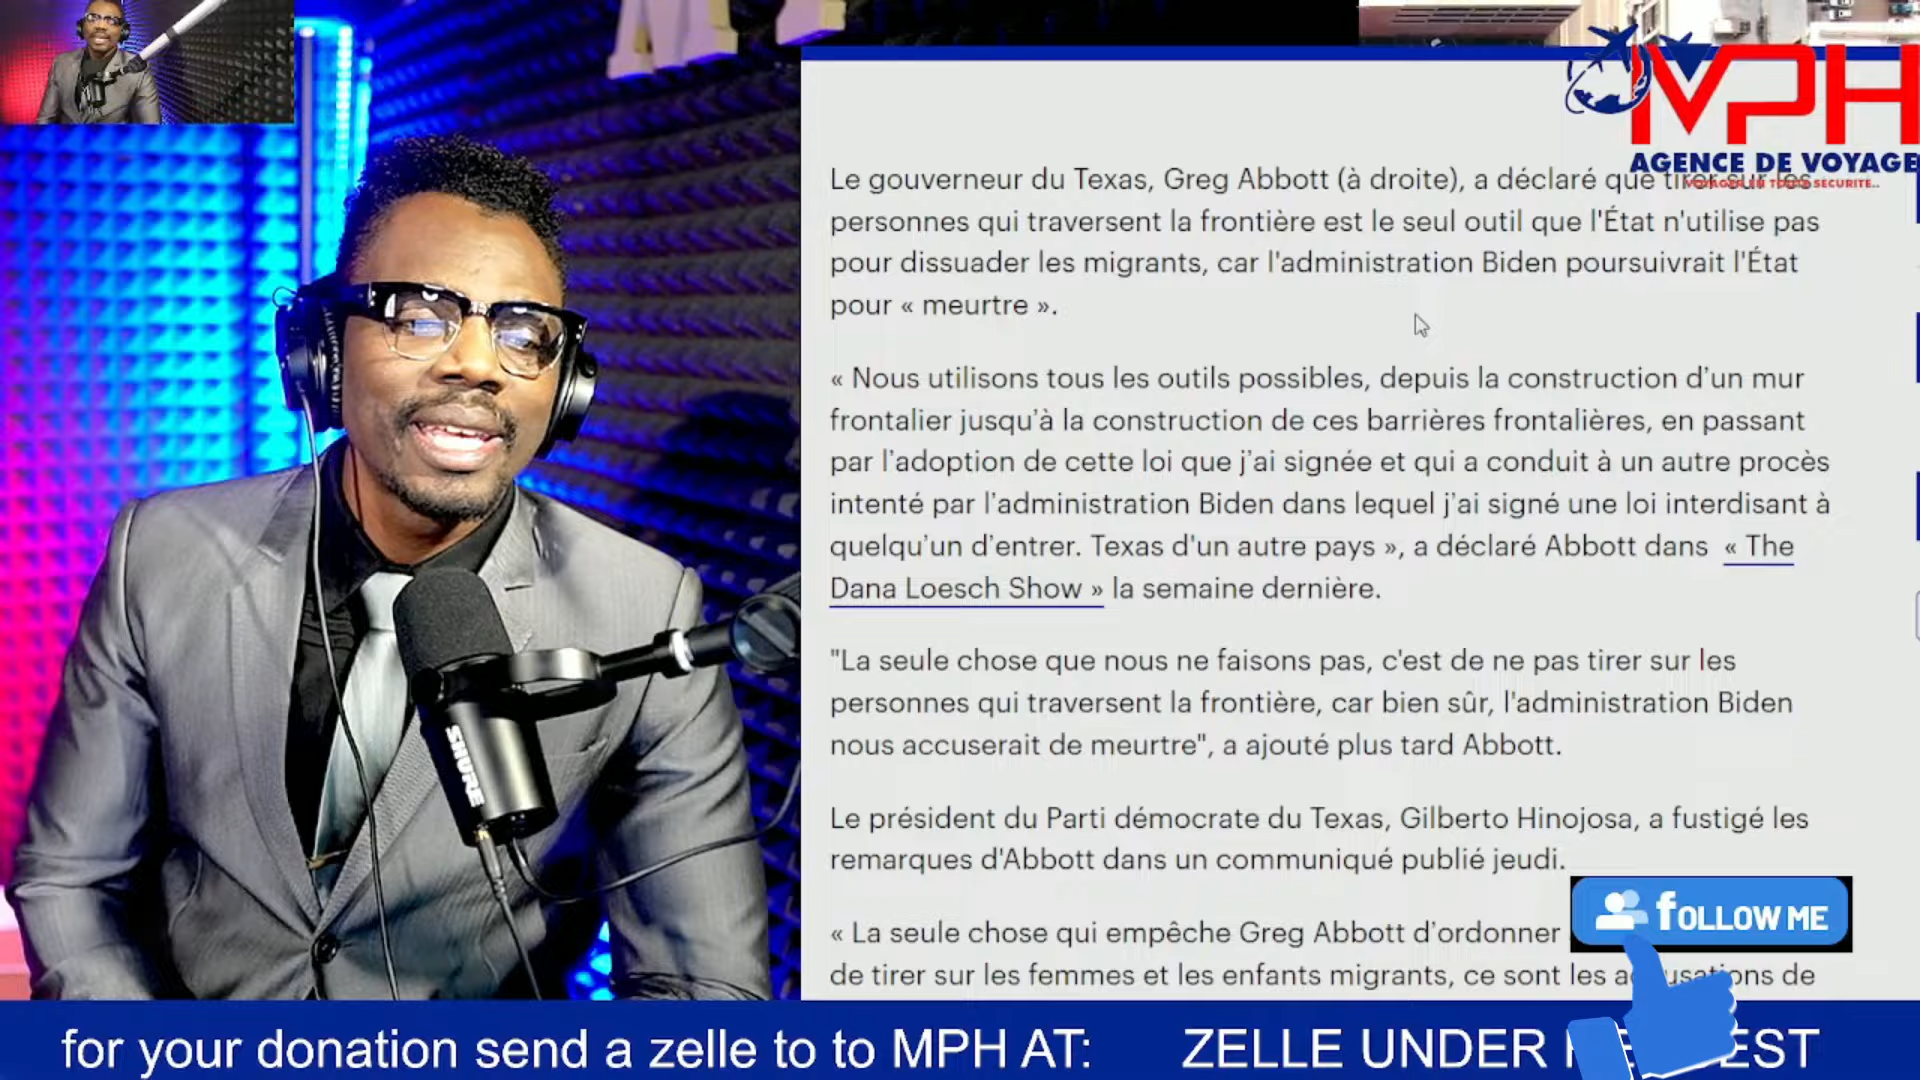 MPH
AGENCE DE VOYAGE
VOYAGER EN TOUTE SECURITE..
Le gouverneur du Texas, Greg Abbott (à droite), a déclaré que tirer sur les
personnes qui traversent la frontière est le seul outil que l'État n'utilise pas
pour dissuader les migrants, car l'administration Biden poursuivrait l'État
pour « meurtre ».
« Nous utilisons tous les outils possibles, depuis la construction d’un mur
frontalier jusqu’à la construction de ces barrières frontalières, en passant
par l’adoption de cette loi que j’ai signée et qui a conduit à un autre procès
intenté par l’administration Biden dans lequel j’ai signé une loi interdisant à
quelqu’un d’entrer. Texas d'un autre pays », a déclaré Abbott dans « The
Dana Loesch Show » la semaine dernière.
"La seule chose que nous ne faisons pas, c'est de ne pas tirer sur les
personnes qui traversent la frontière, car bien sûr, l'administration Biden
nous accuserait de meurtre", a ajouté plus tard Abbott.
Le président du Parti démocrate du Texas, Gilberto Hinojosa, a fustigé les
remarques d'Abbott dans un communiqué publié jeudi.
« La seule chose qui empêche Greg Abbott d’ordonner
de tirer sur les femmes et les enfants migrants, ce sont les accusations de
fOLLOW ME
SHURE
for your donation send a zelle to to MPH AT: ZELLE UNDER